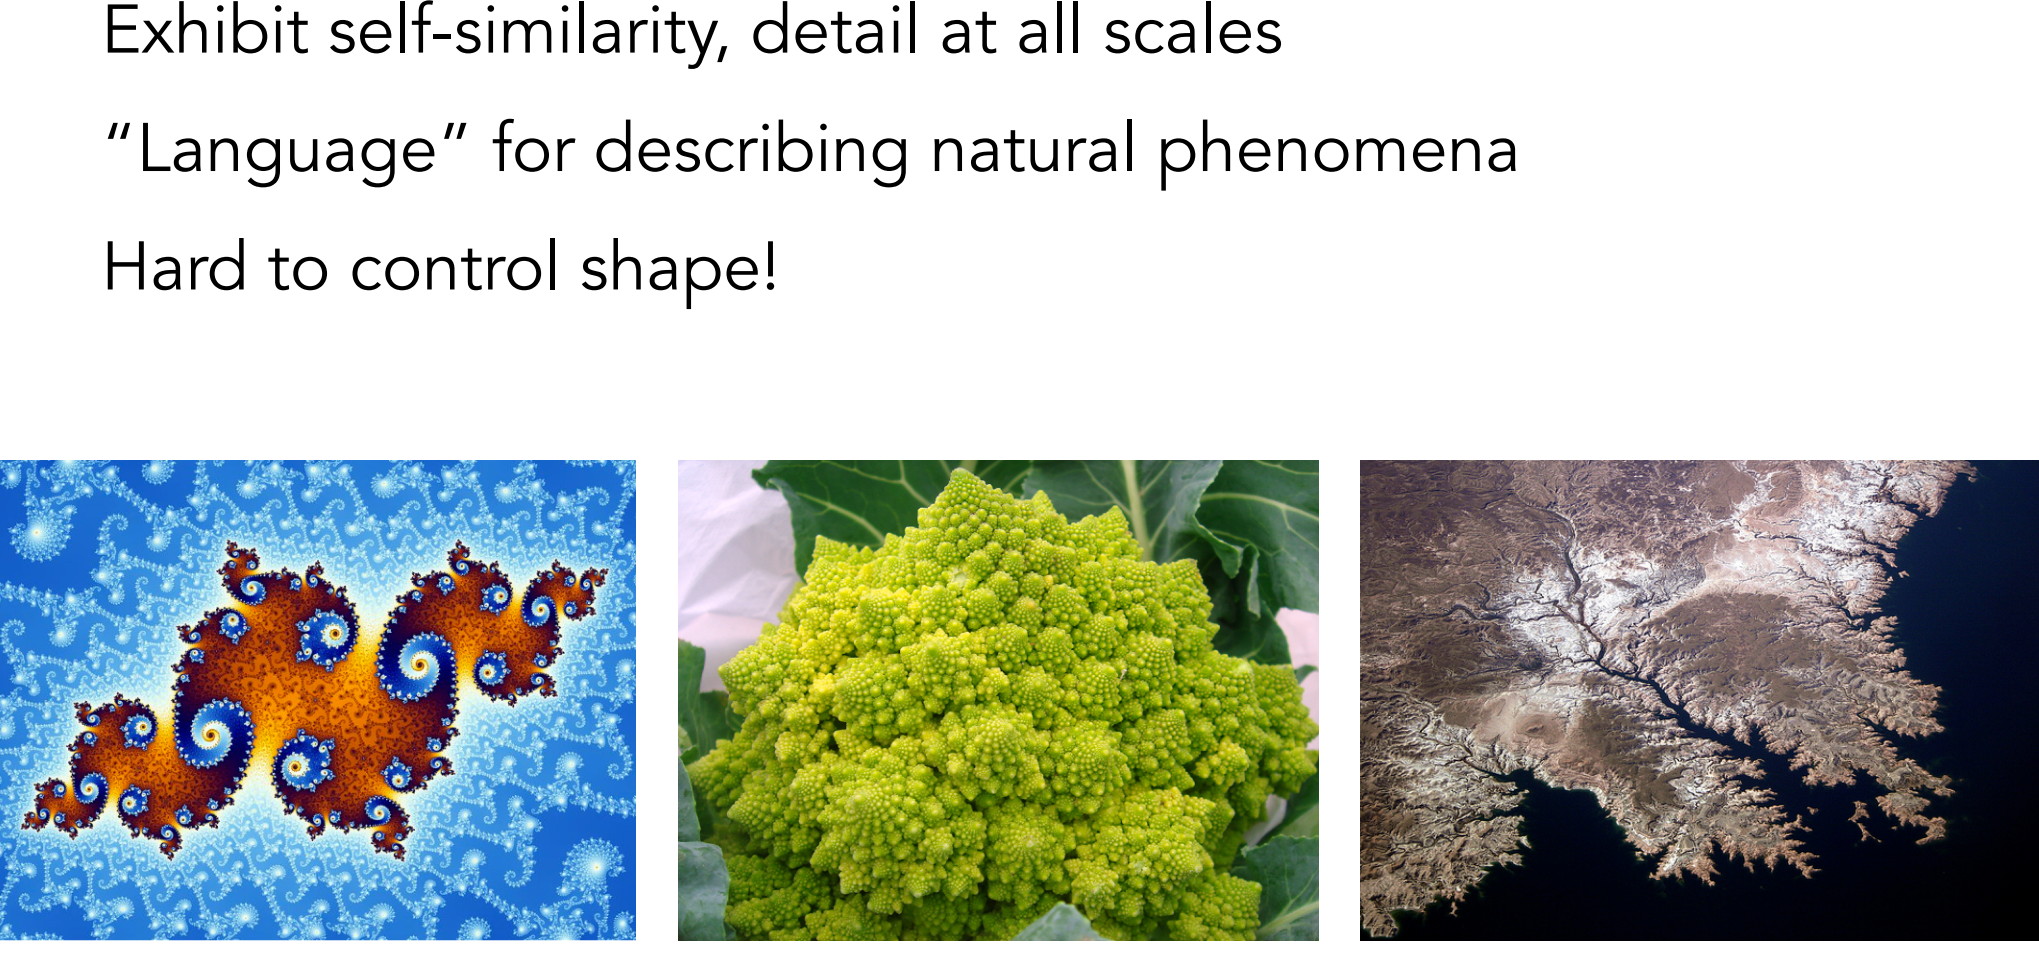 Exhibit self-similarity, detail at all scales
“Language” for describing natural phenomena
Hard to control shape!